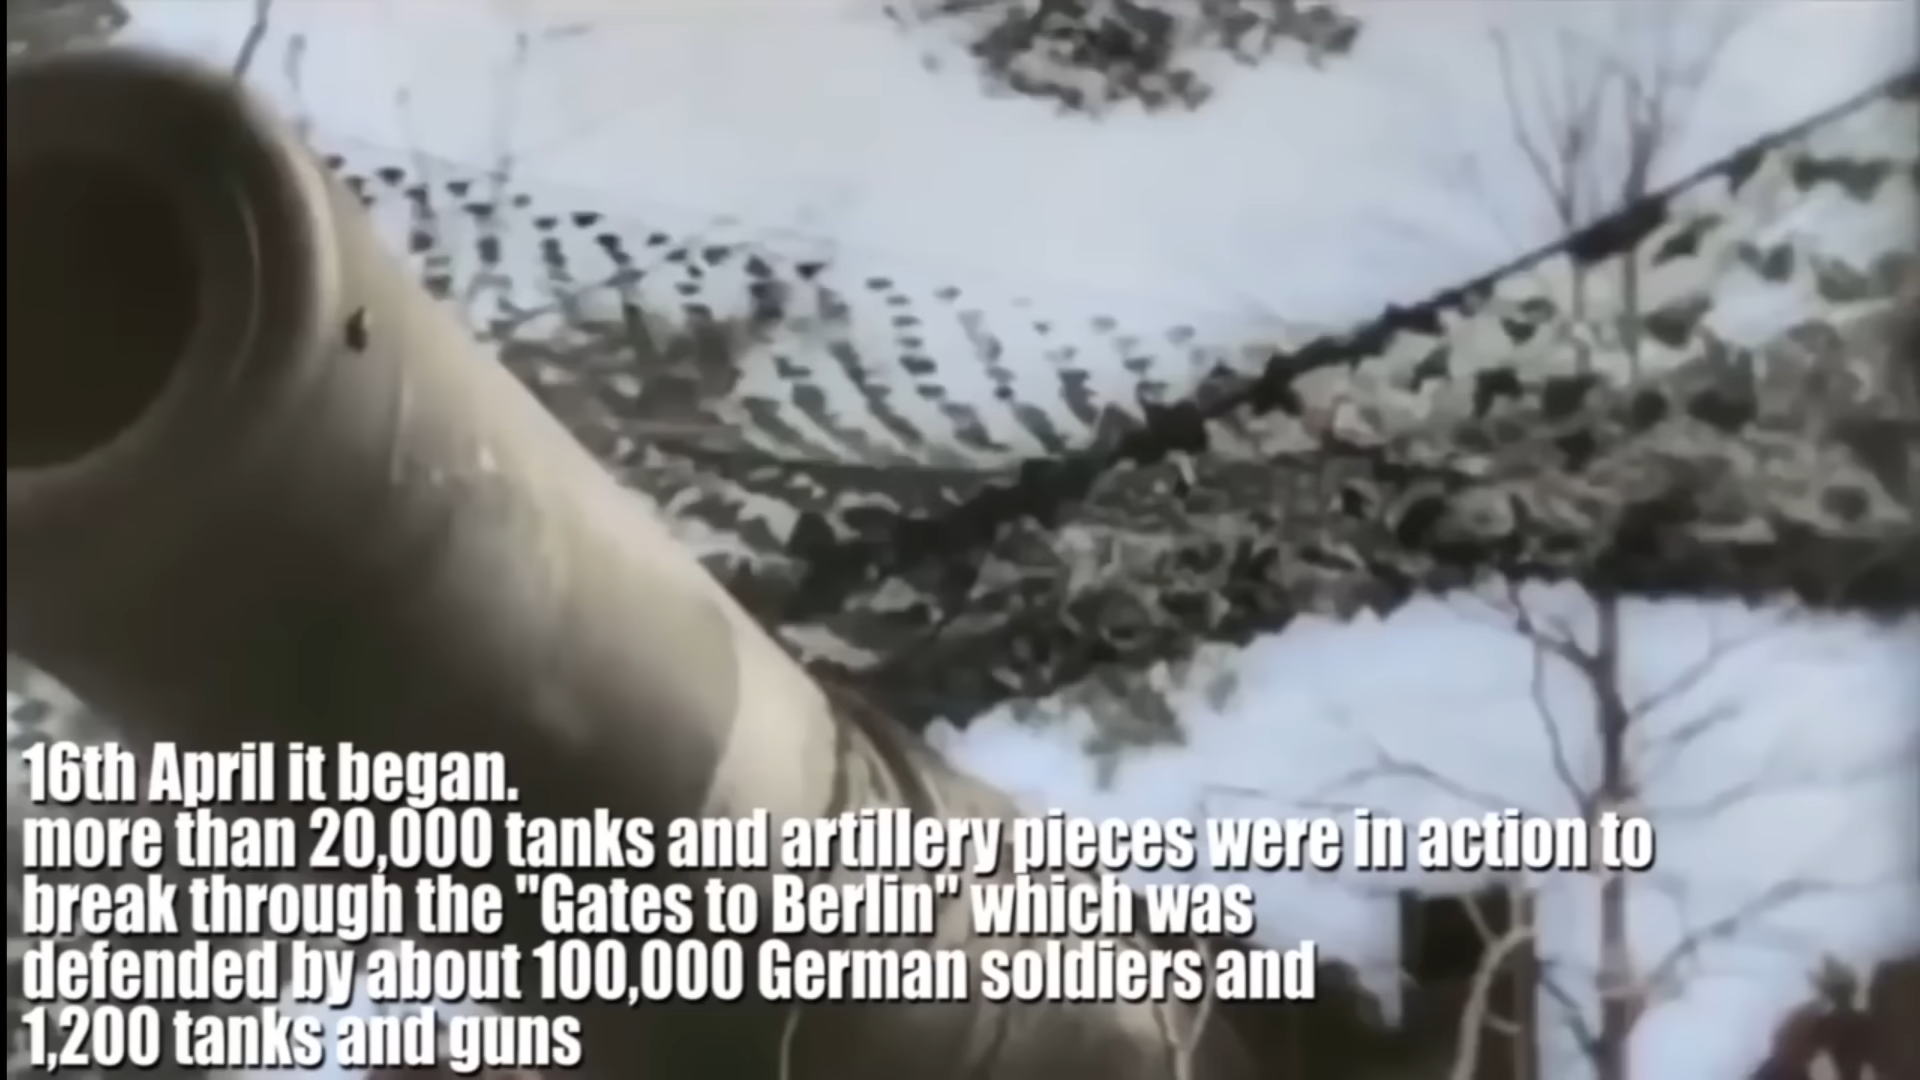 16th April it began.
more than 20,000 tanks and artillery pieces were in action to
break through the "Gates to Berlin" which was
defended by about 100,000 German soldiers and
1,200 tanks and guns